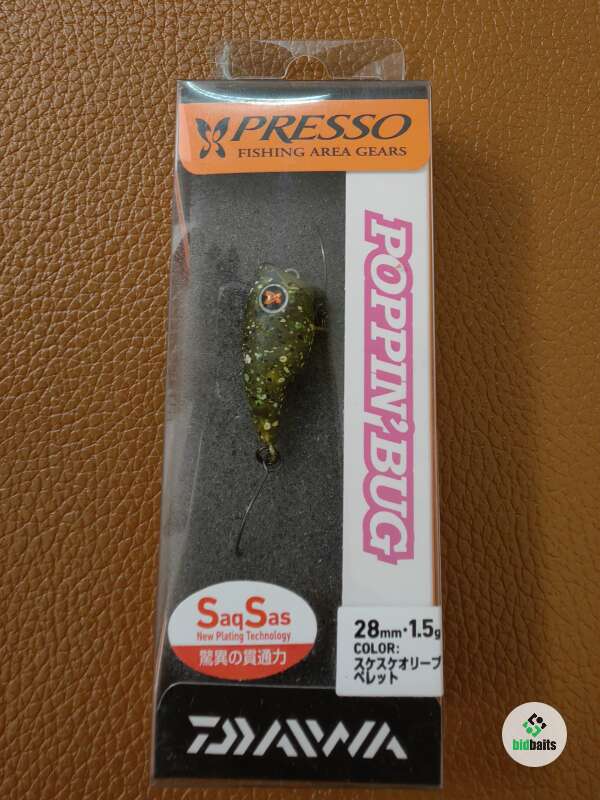 PRESSO
FISHING AREA GEARS
POPPIN'BUG
SaqSas
New Plating Technology
驚異の貫通力
28mm・1.5g
COLOR:
スケスケオリーブ
ペレット
DAIWA
bidbaits